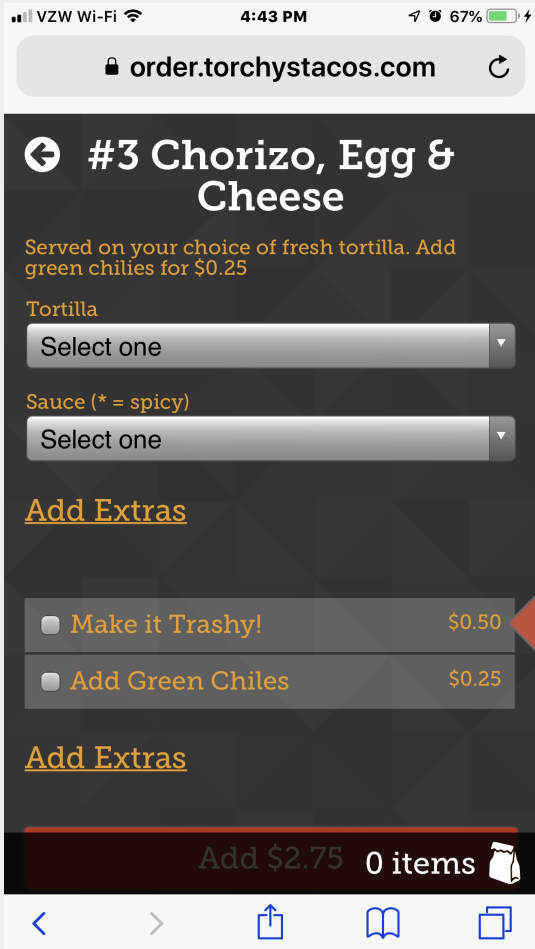 VZW Wi-Fi 4:43 PM 67%
order.torchystacos.com
#3 Chorizo, Egg &
Cheese
Served on your choice of fresh tortilla. Add
green chilies for $0.25
Tortilla
Select one
Sauce (* = spicy)
Select one
Add Extras
Make it Trashy! $0.50
Add Green Chiles $0.25
Add Extras
Add $2.75 0 items